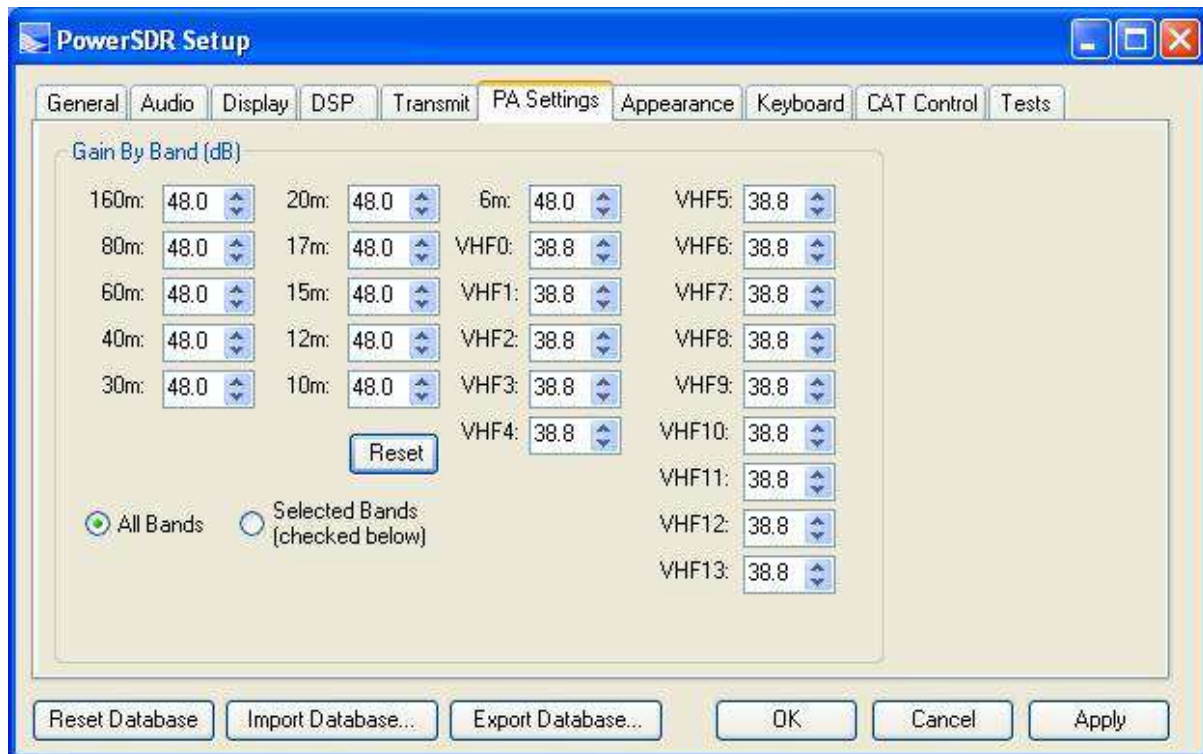 PowerSDR Setup
General Audio Display DSP Transmit PA Settings Appearance Keyboard CAT Control Tests
Gain By Band (dB)
160m: 48.0 20m: 48.0 6m: 48.0 VHF5: 38.8
80m: 48.0 17m: 48.0 VHF0: 38.8 VHF6: 38.8
60m: 48.0 15m: 48.0 VHF1: 38.8 VHF7: 38.8
40m: 48.0 12m: 48.0 VHF2: 38.8 VHF8: 38.8
30m: 48.0 10m: 48.0 VHF3: 38.8 VHF9: 38.8
VHF4: 38.8 VHF10: 38.8
Reset
VHF11: 38.8
All Bands Selected Bands
(checked below)
VHF12: 38.8
VHF13: 38.8
Reset Database Import Database... Export Database... OK Cancel Apply